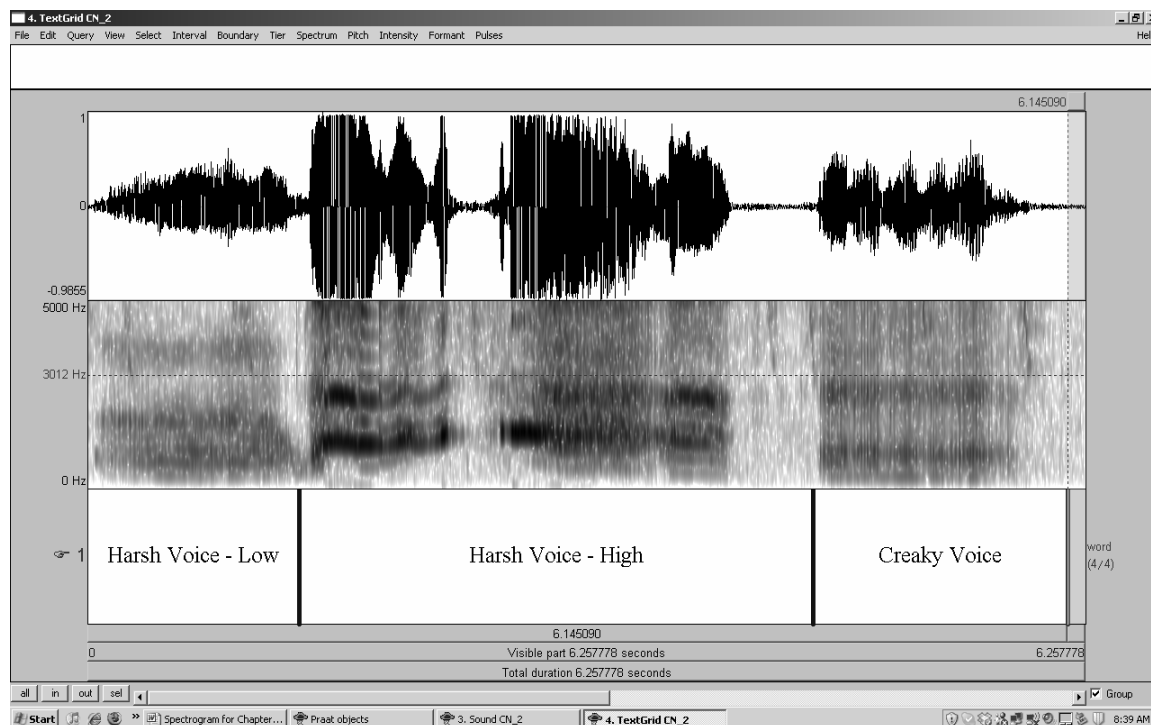 4. TextGrid CN_2
File Edit Query View Select Interval Boundary Tier Spectrum Pitch Intensity Formant Pulses Hel
6.145090
1
0
-0.9855
5000 Hz
3012 Hz
0 Hz
1 Harsh Voice - Low Harsh Voice - High Creaky Voice
word
(4/4)
6.145090
0 Visible part 6.257778 seconds 6.257778
Total duration 6.257778 seconds
all in out sel Group
Start » Spectrogram for Chapter... Praat objects 3. Sound CN_2 4. TextGrid CN_2 8:39 AM